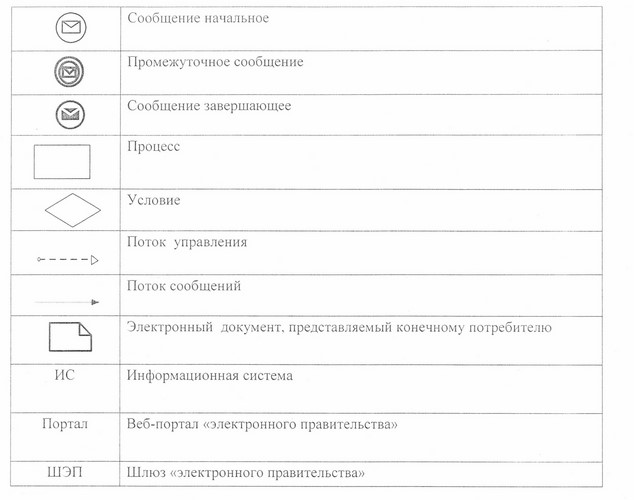 Сообщение начальное
Промежуточное сообщение
Сообщение завершающее
Процесс
Условие
Поток управления
Поток сообщений
Электронный документ, представляемый конечному потребителю
ИС Информационная система
Портал Веб-портал «электронного правительства»
ШЭП Шлюз «электронного правительства»